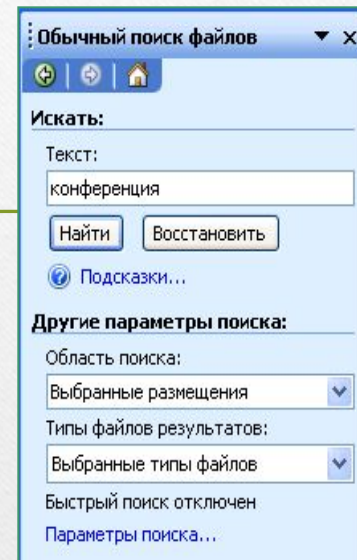 Обычный поиск файлов
Искать:
Текст:
конференция
Найти Восстановить
Подсказки...
Другие параметры поиска:
Область поиска:
Выбранные размещения
Типы файлов результатов:
Выбранные типы файлов
Быстрый поиск отключен
Параметры поиска...